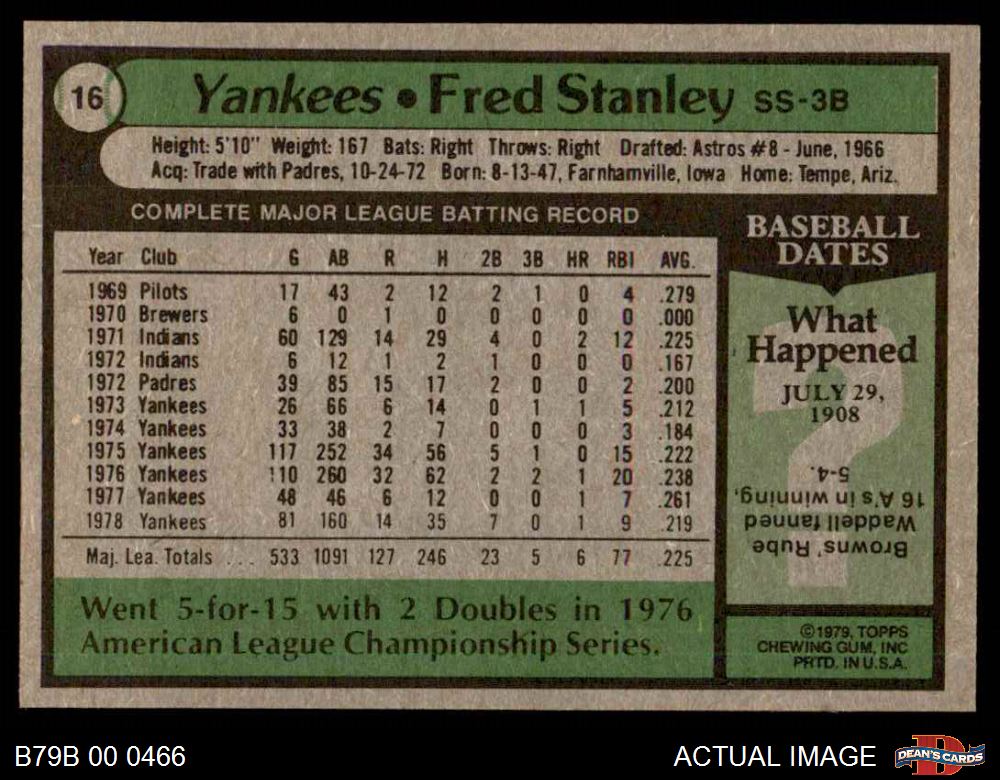 16
Yankees • Fred Stanley SS-3B
Height: 5'10" Weight: 167 Bats: Right Throws: Right Drafted: Astros #8 - June, 1966
Acq: Trade with Padres, 10-24-72 Born: 8-13-47, Farnhamville, Iowa Home: Tempe, Ariz.
COMPLETE MAJOR LEAGUE BATTING RECORD
Year Club G AB R H 2B 3B HR RBI AVG.
1969 Pilots 17 43 2 12 2 1 0 4 .279
1970 Brewers 6 0 1 0 0 0 0 0 .000
1971 Indians 60 129 14 29 4 0 2 12 .225
1972 Indians 6 12 1 2 1 0 0 0 .167
1972 Padres 39 85 15 17 2 0 0 2 .200
1973 Yankees 26 66 6 14 0 1 1 5 .212
1974 Yankees 33 38 2 7 0 0 0 3 .184
1975 Yankees 117 252 34 56 5 1 0 15 .222
1976 Yankees 110 260 32 62 2 2 1 20 .238
1977 Yankees 48 46 6 12 0 0 1 7 .261
1978 Yankees 81 160 14 35 7 0 1 9 .219
Maj. Lea. Totals . . . 533 1091 127 246 23 5 6 77 .225
Went 5-for-15 with 2 Doubles in 1976
American League Championship Series.
BASEBALL
DATES
What
Happened
JULY 29,
1908
?
Browns' Rube
Waddell fanned
16 A's in winning,
5-4.
©1979, TOPPS
CHEWING GUM, INC
PRTD. IN U.S.A.
B79B 00 0466
ACTUAL IMAGE
D
DEAN'S CARDS